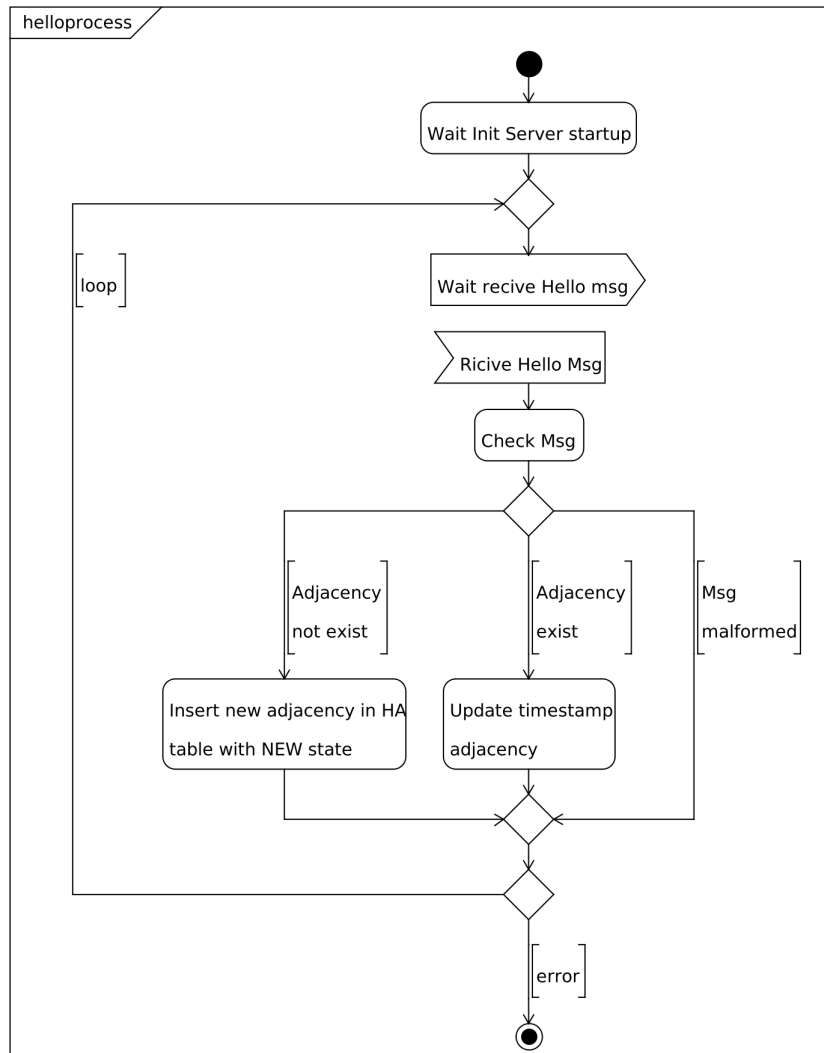 helloprocess
Wait Init Server startup
loop
Wait recive Hello msg
Ricive Hello Msg
Check Msg
Adjacency
not exist
Adjacency
exist
Msg
malformed
Insert new adjacency in HA
table with NEW state
Update timestamp
adjacency
error